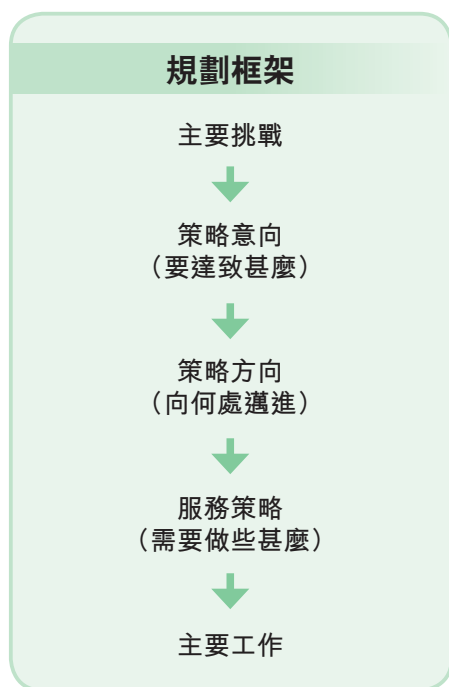 規劃框架
主要挑戰
策略意向
（要達致甚麼）
策略方向
（向何處邁進）
服務策略
（需要做些甚麼）
主要工作